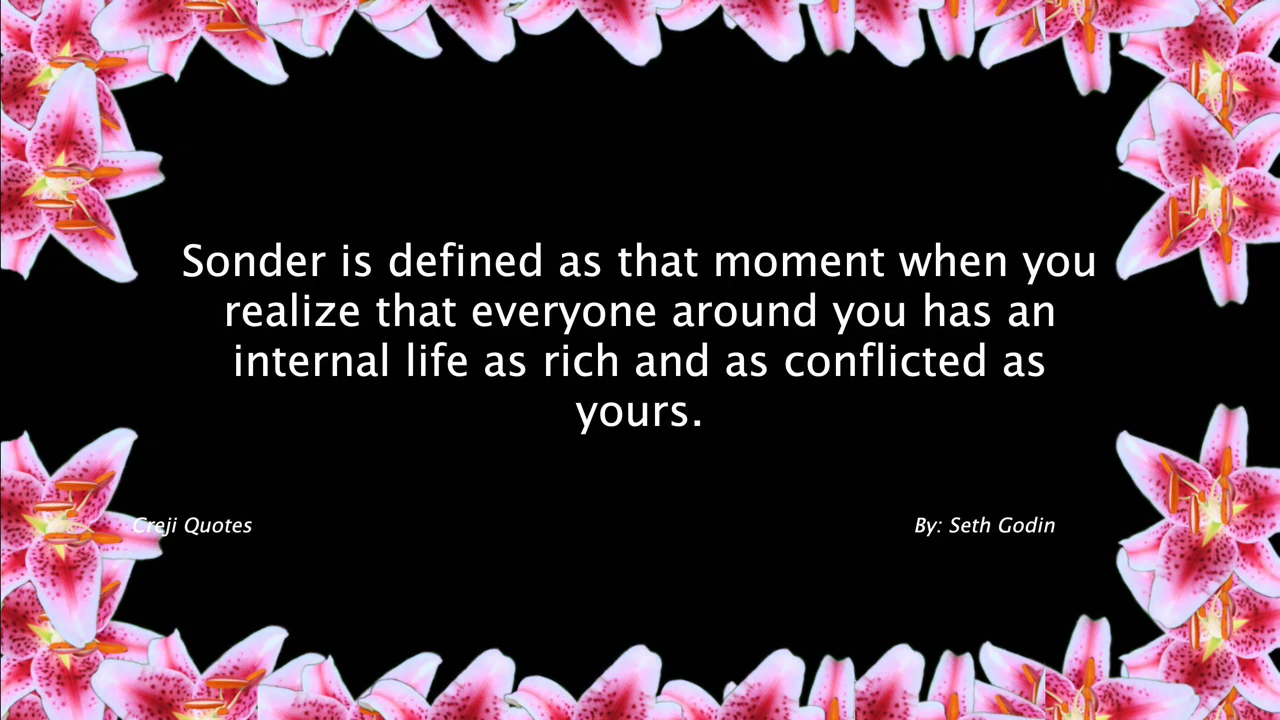 Sonder is defined as that moment when you
realize that everyone around you has an
internal life as rich and as conflicted as
yours.
Creji Quotes
By: Seth Godin